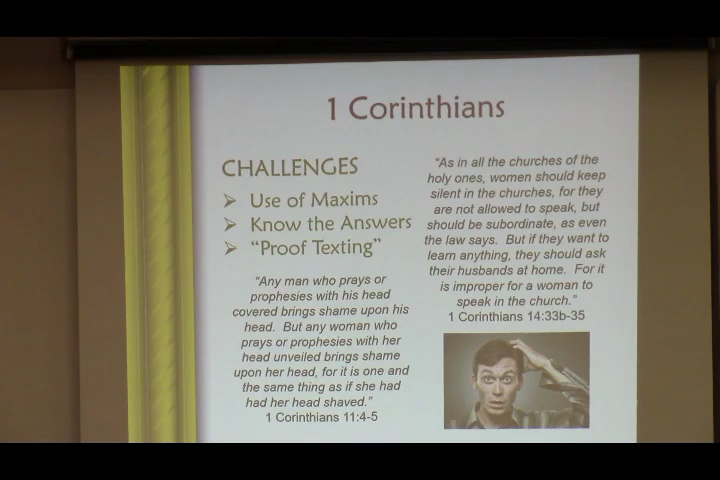 1 Corinthians
CHALLENGES
Use of Maxims
Know the Answers
"Proof Texting"
"Any man who prays or
prophesies with his head
covered brings shame upon his
head. But any woman who
prays or prophesies with her
head unveiled brings shame
upon her head, for it is one and
the same thing as if she had
had her head shaved."
1 Corinthians 11:4-5
"As in all the churches of the
holy ones, women should keep
silent in the churches, for they
are not allowed to speak, but
should be subordinate, as even
the law says. But if they want to
learn anything, they should ask
their husbands at home. For it
is improper for a woman to
speak in the church."
1 Corinthians 14:33b-35